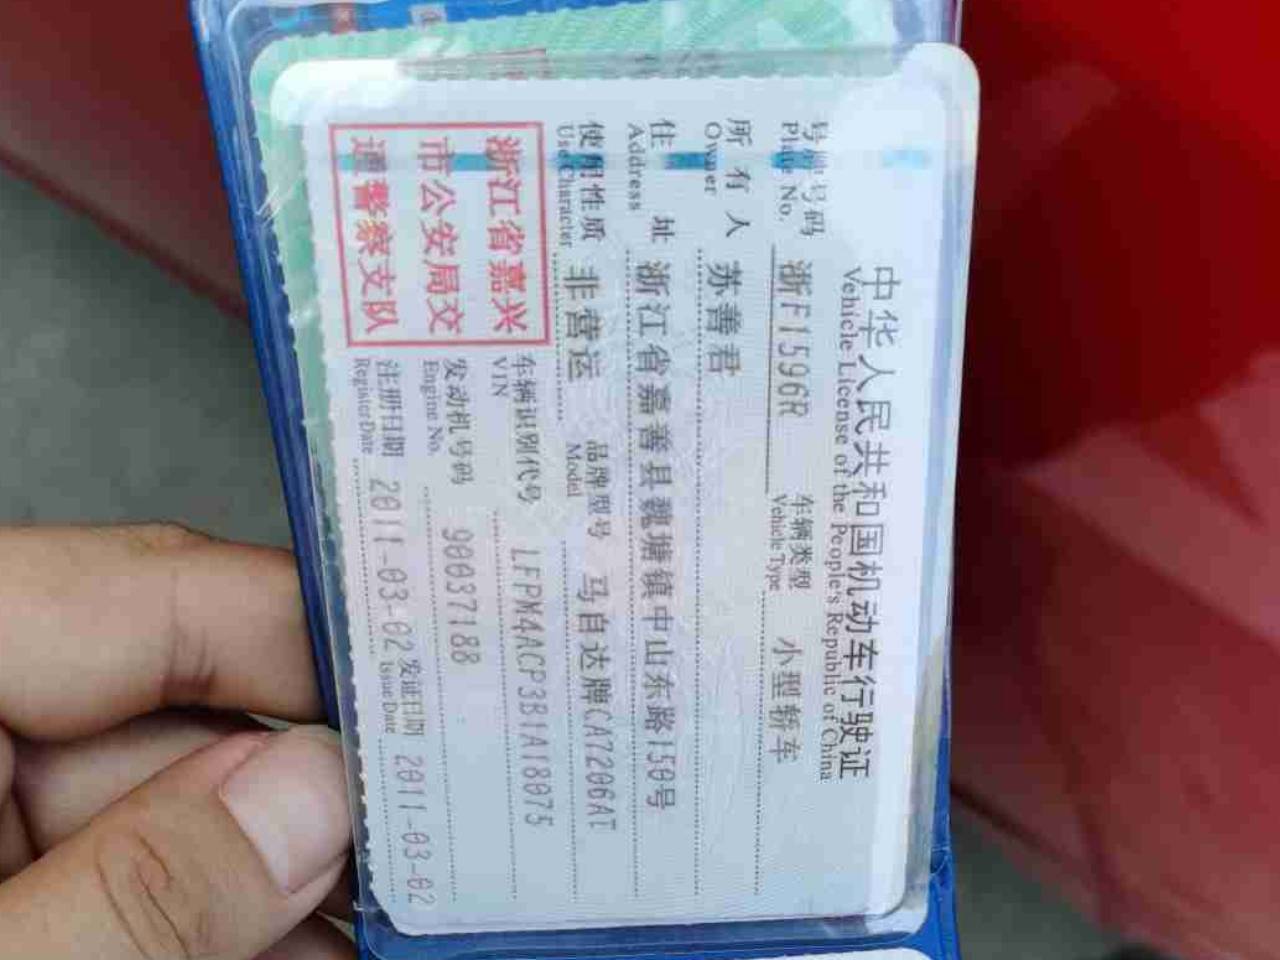 中华人民共和国机动车行驶证
Vehicle License of the People's Republic of China
号牌号码 浙F1596R 车辆类型 小型轿车
Plate No. Vehicle Type
所有人 苏善君
Owner
住址 浙江省嘉善县魏塘镇中山东路150号
Address
使用性质 非营运 品牌型号 马自达牌CA7206AT
Use Character Model
浙江省嘉兴
市公安局交
通警察支队
车辆识别代号 LFPM4ACP3B1A18075
VIN
发动机号码 90037188
Engine No.
注册日期 2011-03-02 发证日期 2011-03-02
Register Date Issue Date